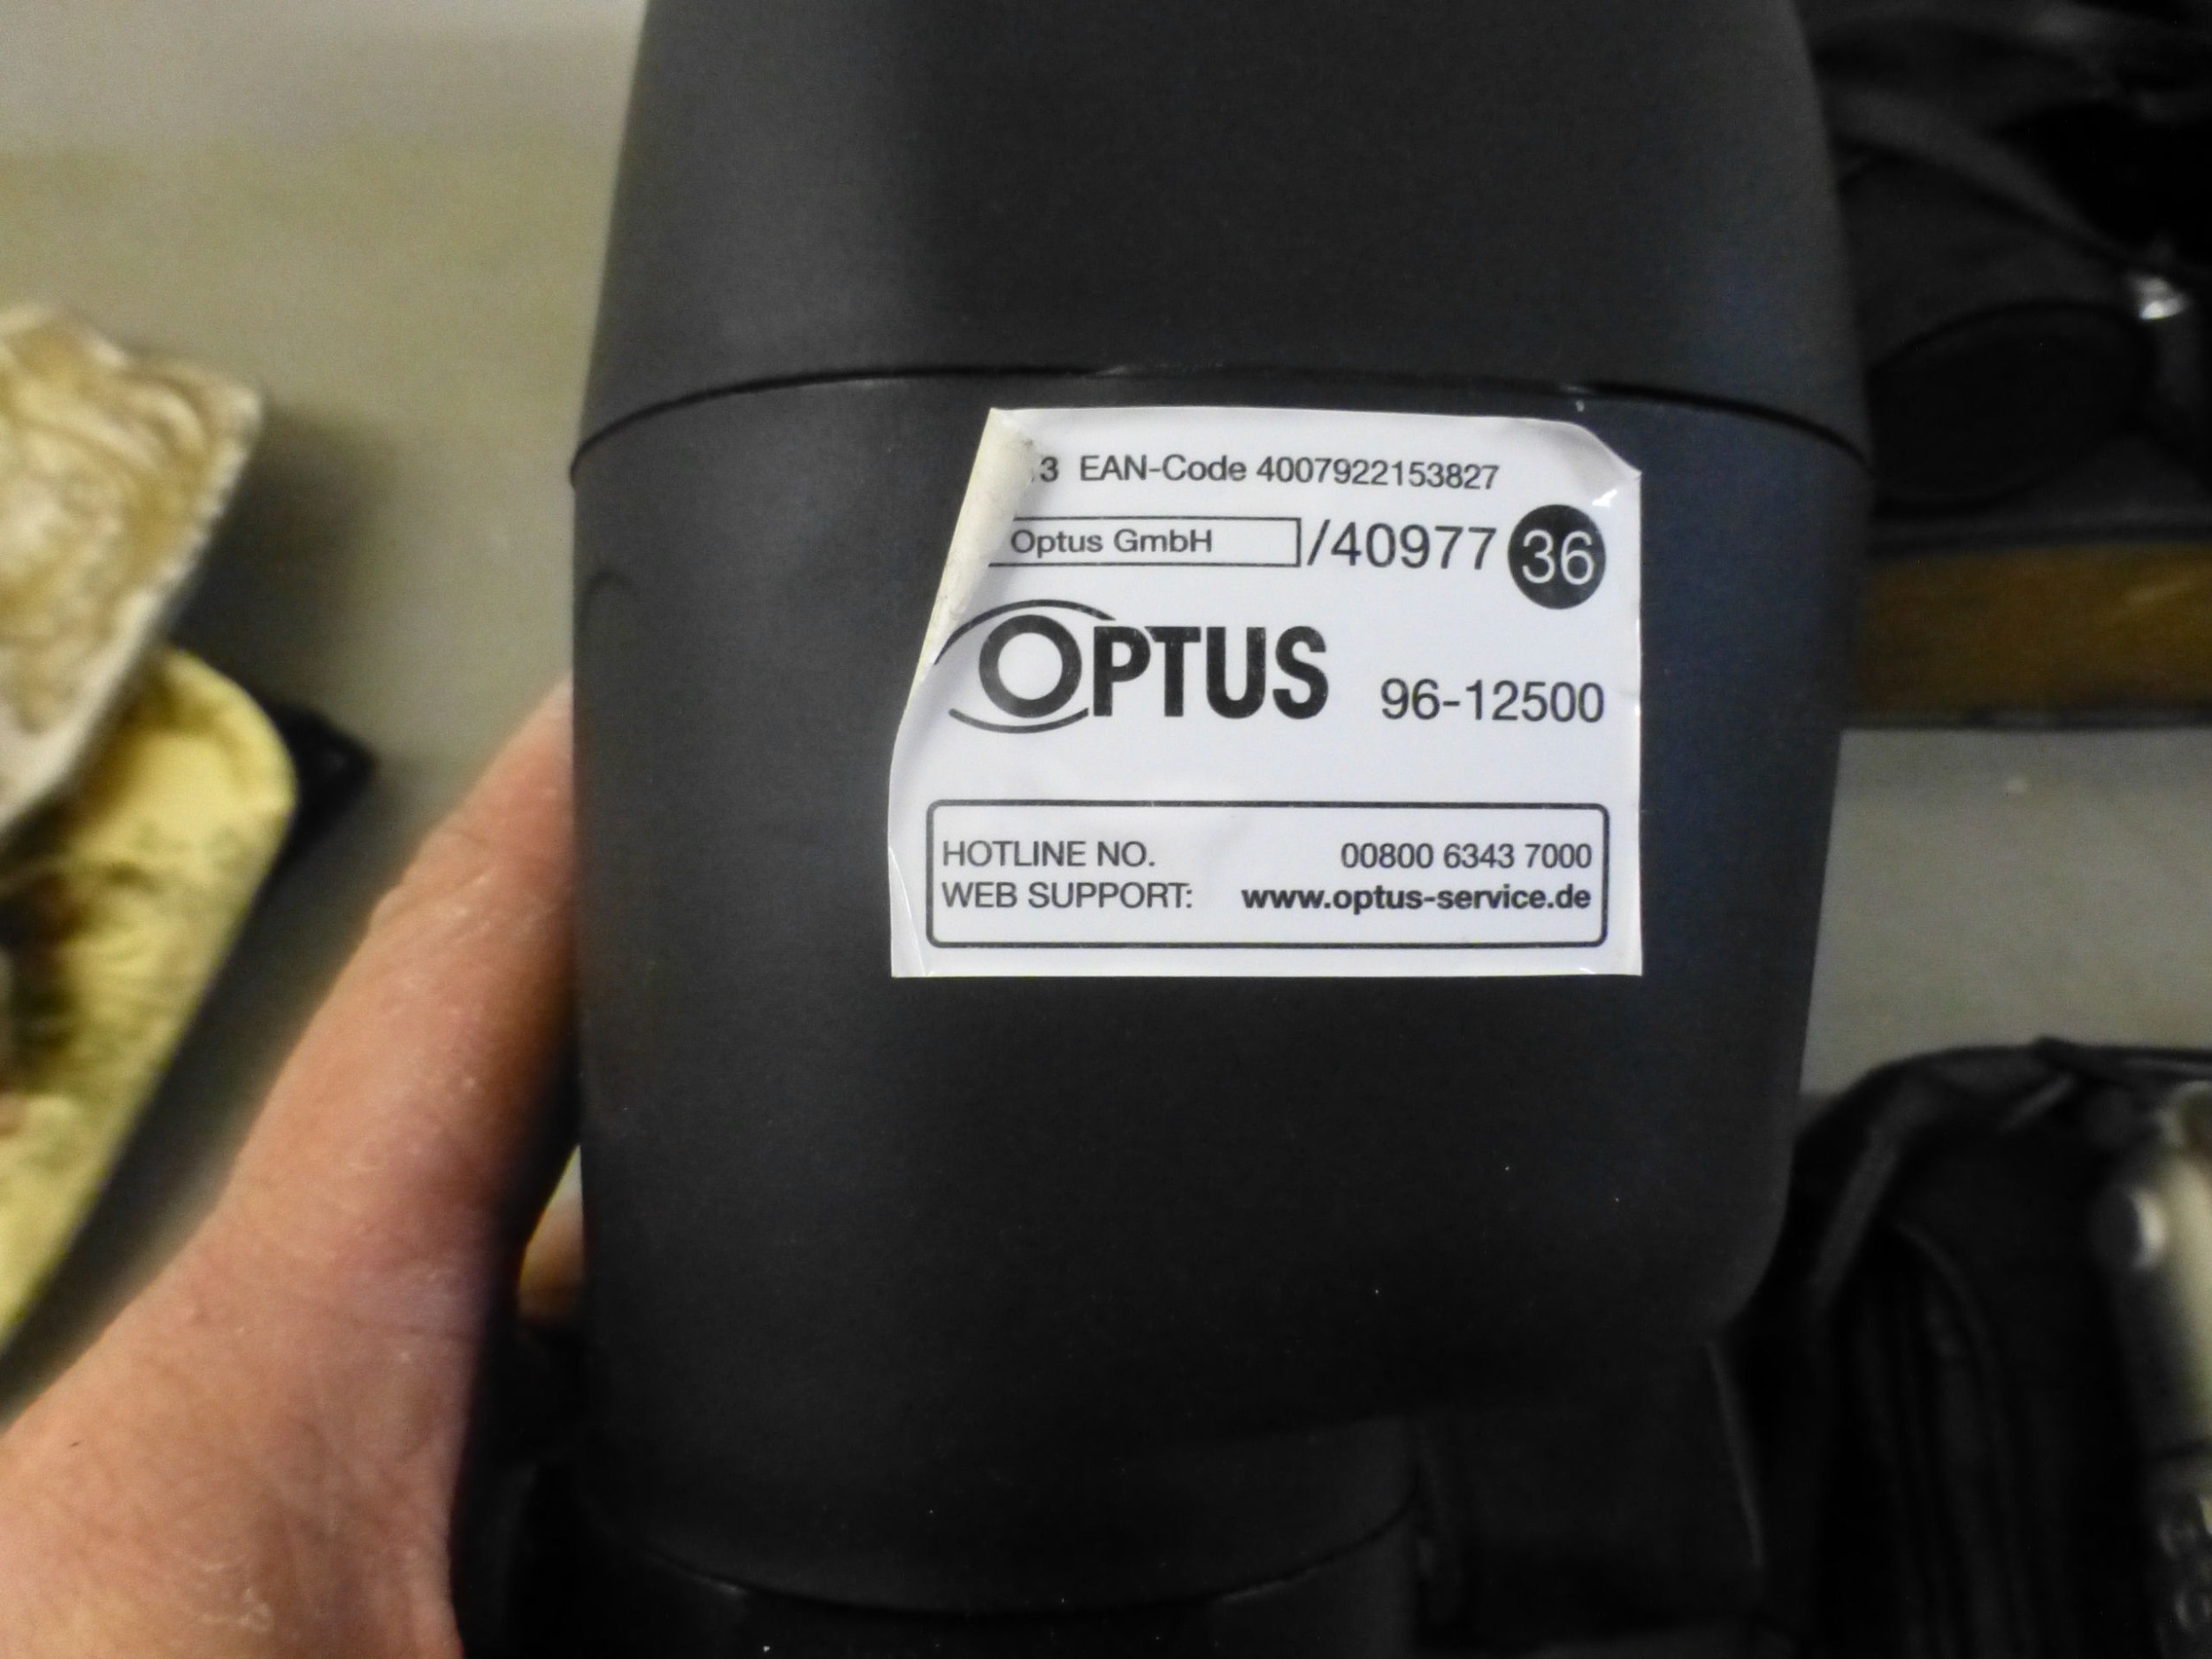 3 EAN-Code 4007922153827
Optus GmbH /40977 36
OPTUS 96-12500
HOTLINE NO. 00800 6343 7000
WEB SUPPORT: www.optus-service.de